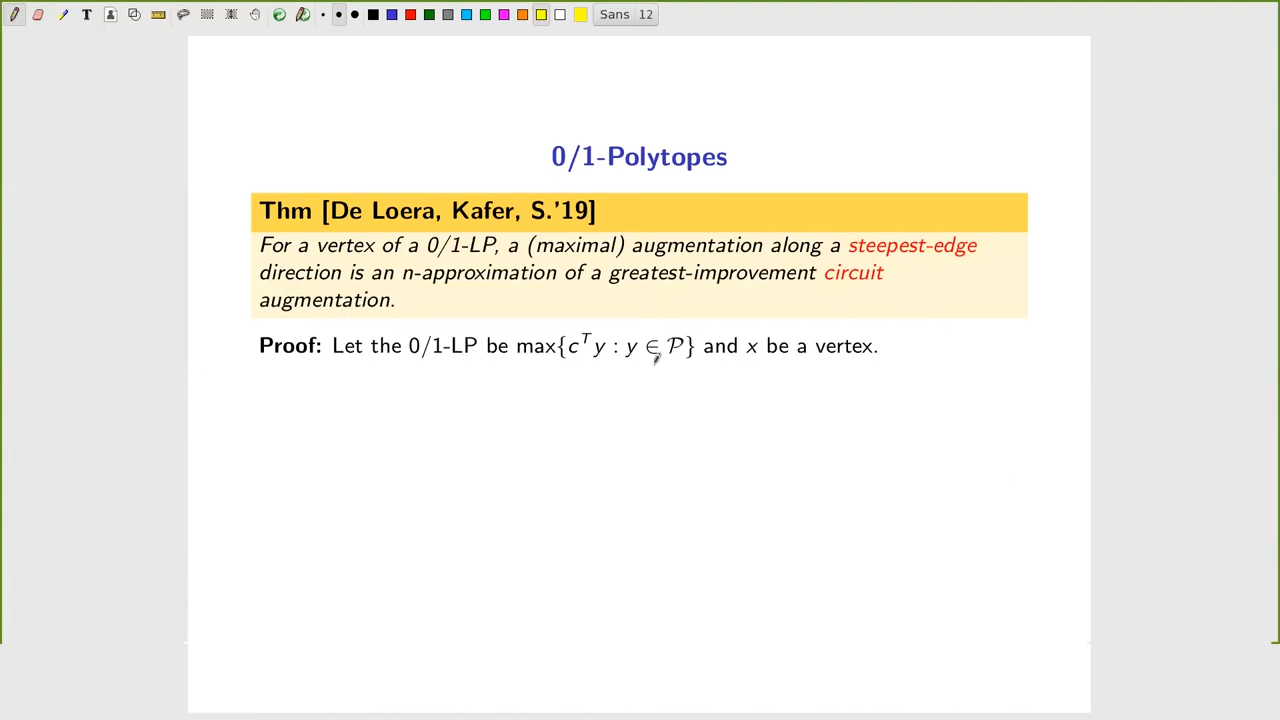 Sans 12
0/1-Polytopes
Thm [De Loera, Kafer, S.'19]
For a vertex of a 0/1-LP, a (maximal) augmentation along a steepest-edge
direction is an n-approximation of a greatest-improvement circuit
augmentation.
Proof: Let the 0/1-LP be max{cᵀy : y ∈ 𝒫} and x be a vertex.